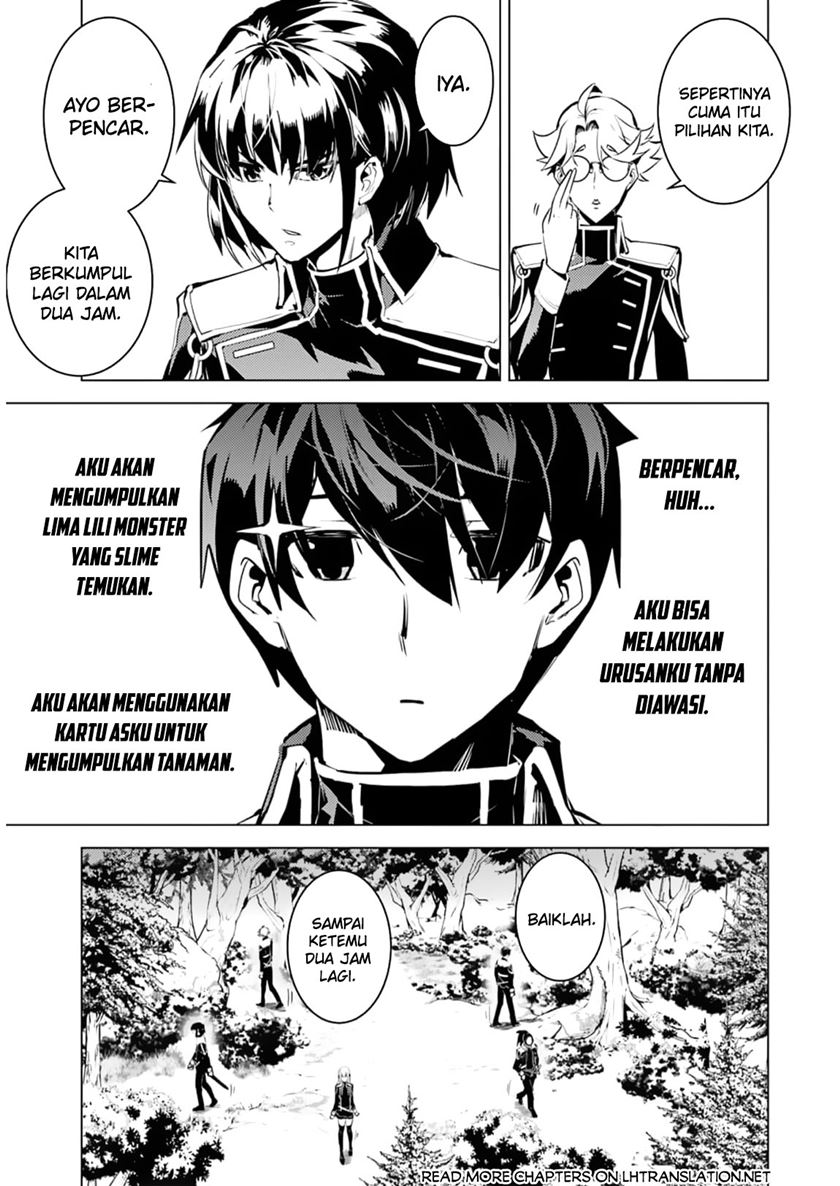 SEPERTINYA
CUMA ITU
PILIHAN KITA.
IYA.
AYO BER-
PENCAR.
KITA
BERKUMPUL
LAGI DALAM
DUA JAM.
BERPENCAR,
HUH...
AKU BISA
MELAKUKAN
URUSANKU TANPA
DIAWASI.
AKU AKAN
MENGUMPULKAN
LIMA LILI MONSTER
YANG SLIME
TEMUKAN.
AKU AKAN MENGGUNAKAN
KARTU ASKU UNTUK
MENGUMPULKAN TANAMAN.
BAIKLAH.
SAMPAI
KETEMU
DUA JAM
LAGI.
READ MORE CHAPTERS ON LHTRANSLATION.NET